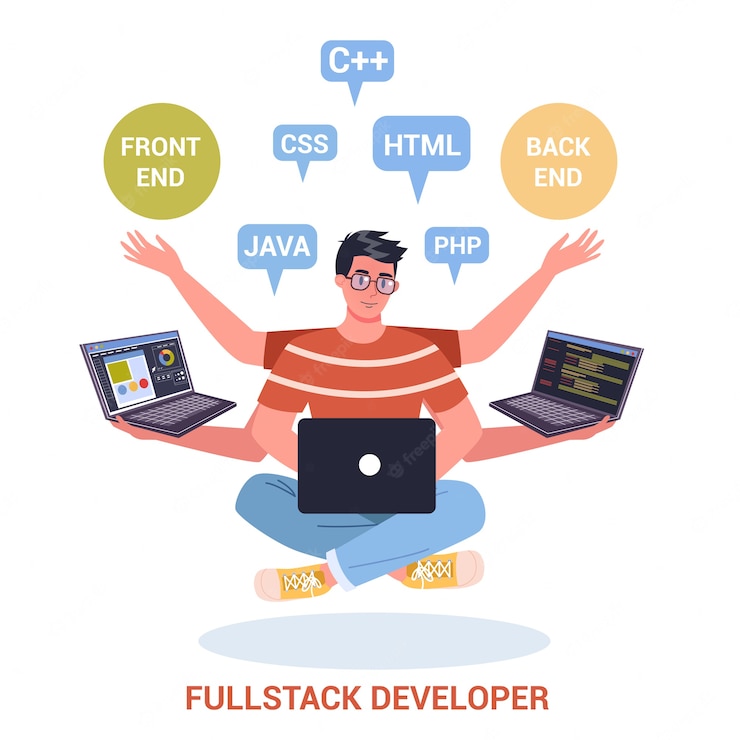 C++
CSS
HTML
FRONT
END
BACK
END
JAVA
PHP
FULLSTACK DEVELOPER